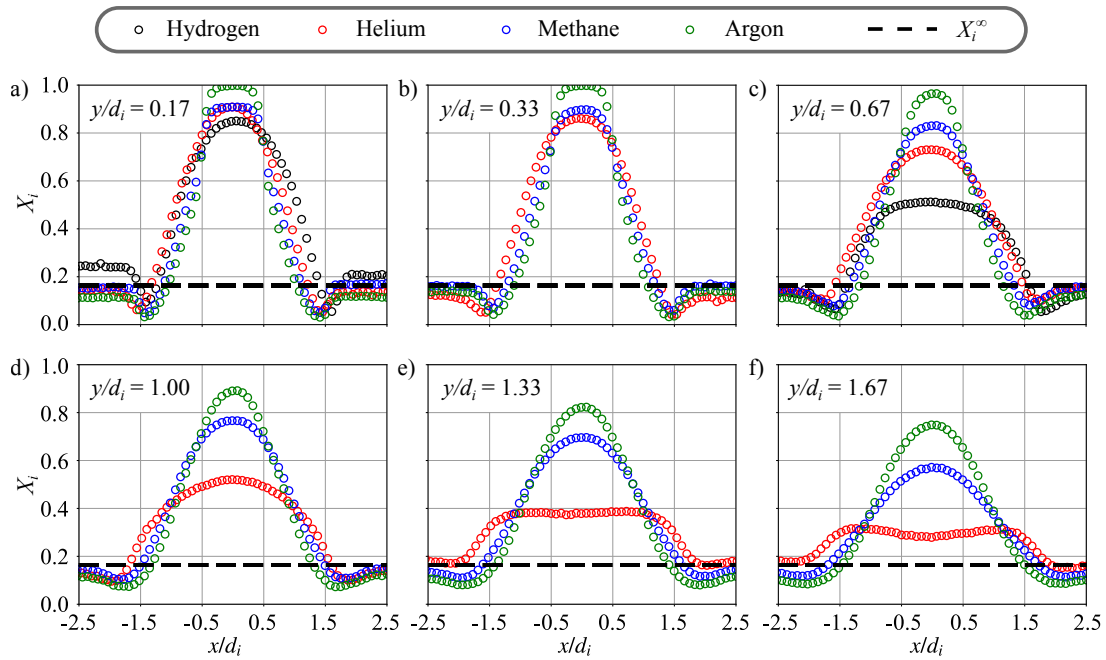 Hydrogen Helium Methane Argon X_i^∞
a) y/d_i = 0.17
b) y/d_i = 0.33
c) y/d_i = 0.67
1.0
0.8
0.6
0.4
0.2
0.0
X_i
d) y/d_i = 1.00
e) y/d_i = 1.33
f) y/d_i = 1.67
1.0
0.8
0.6
0.4
0.2
0.0
X_i
-2.5 -1.5 -0.5 0.5 1.5 2.5
-2.5 -1.5 -0.5 0.5 1.5 2.5
-2.5 -1.5 -0.5 0.5 1.5 2.5
x/d_i x/d_i x/d_i